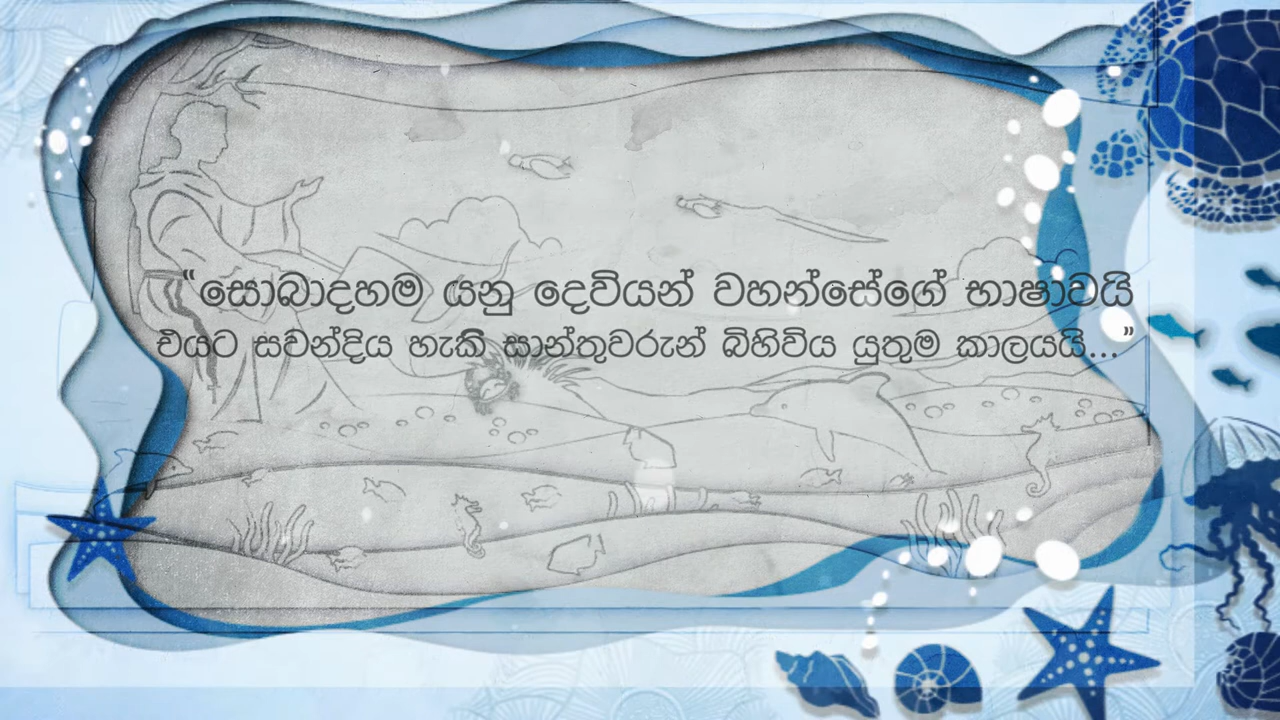 “සොබාදහම යනු දෙවියන් වහන්සේගේ භාෂාවයි
එයට සවන්දිය හැකි සාන්තුවරුන් බිහිවිය යුතුම කාලයයි...”